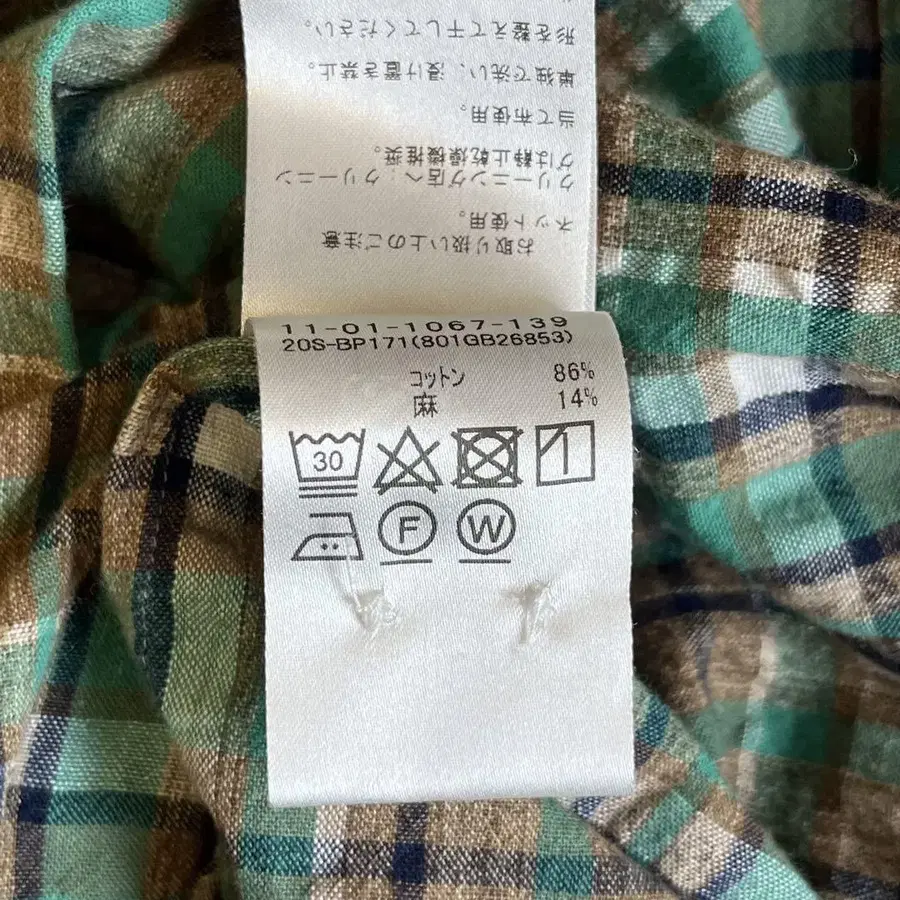 お取り扱い上のご注意
ネット使用。
クリーニング店へ:クリーニン
グは静止乾燥機推奨。
当て布使用。
単独で洗い、浸け置き禁止。
形を整えて干してください。
11-01-1067-139
20S-BP171(801GB26853)
コットン 86%
麻 14%
30
F W